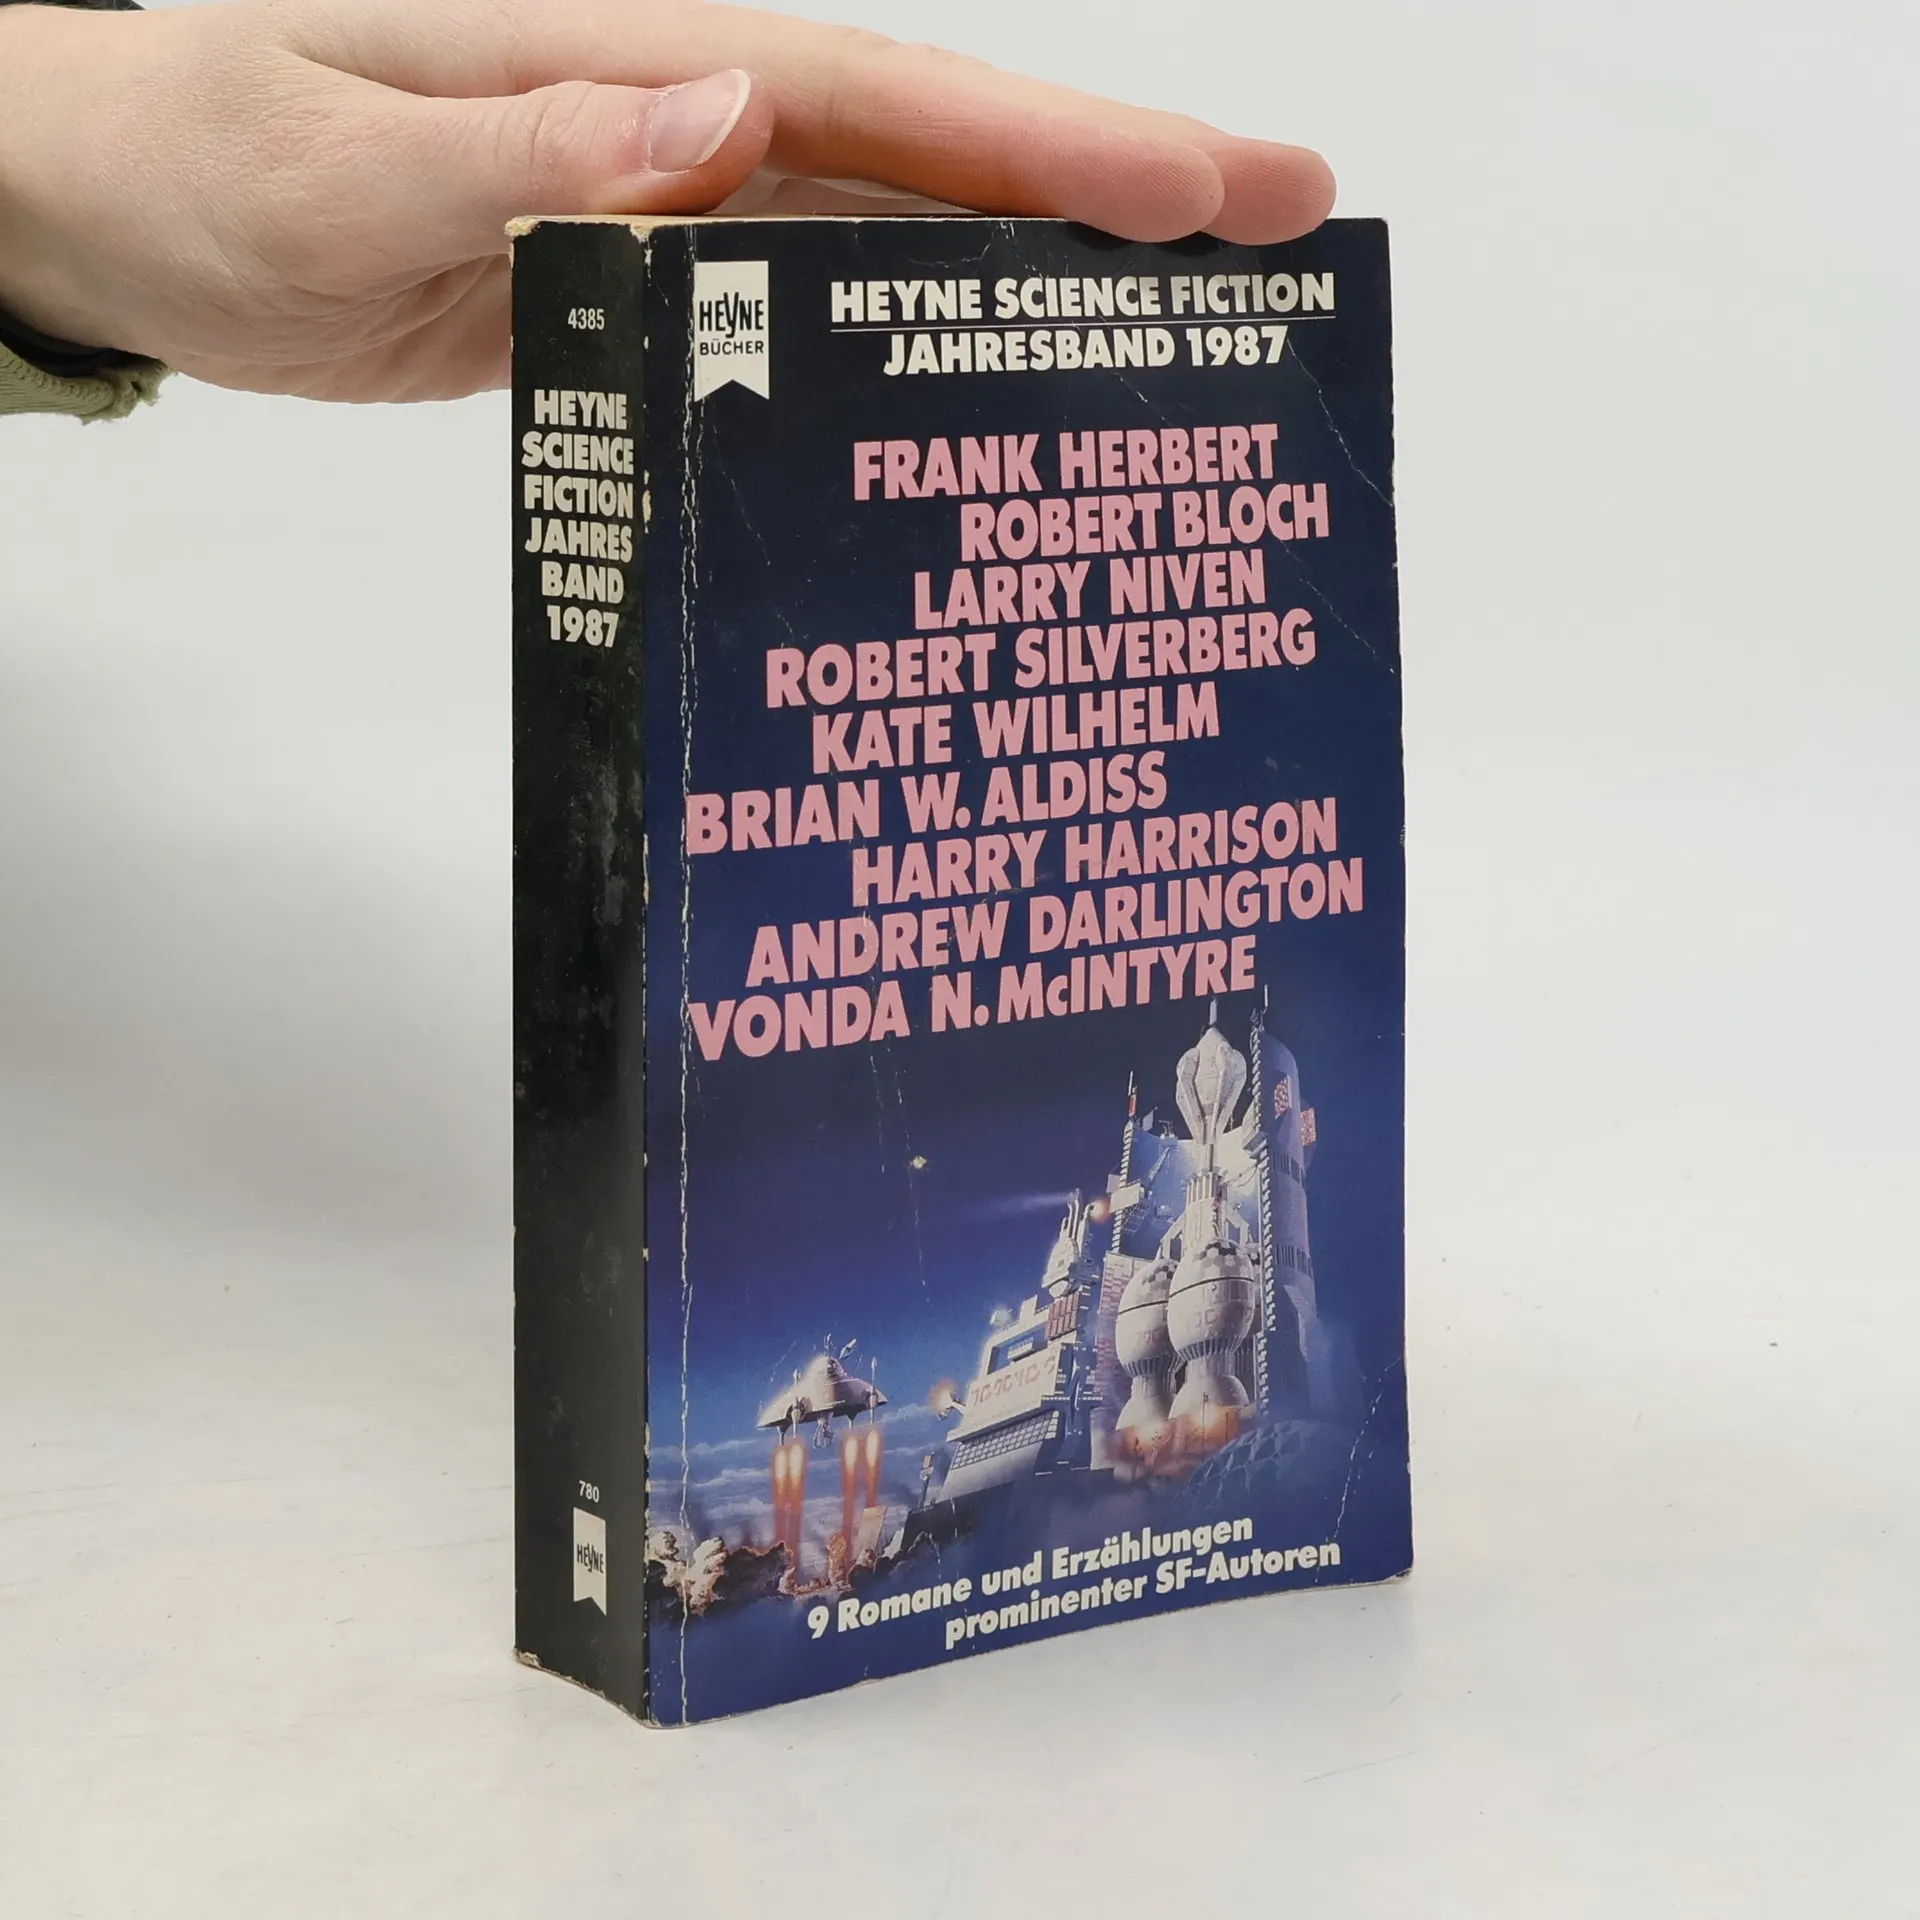 4385
HEYNE
SCIENCE
FICTION
JAHRES
BAND
1987
780
HEYNE
HEYNE
BÜCHER
HEYNE SCIENCE FICTION
JAHRESBAND 1987
FRANK HERBERT
ROBERT BLOCH
LARRY NIVEN
ROBERT SILVERBERG
KATE WILHELM
BRIAN W. ALDISS
HARRY HARRISON
ANDREW DARLINGTON
VONDA N. McINTYRE
9 Romane und Erzählungen
prominenter SF-Autoren